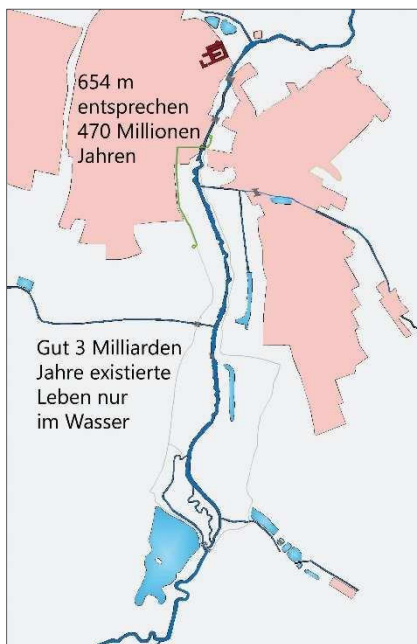 654 m
entsprechen
470 Millionen
Jahren
Gut 3 Milliarden
Jahre existierte
Leben nur
im Wasser